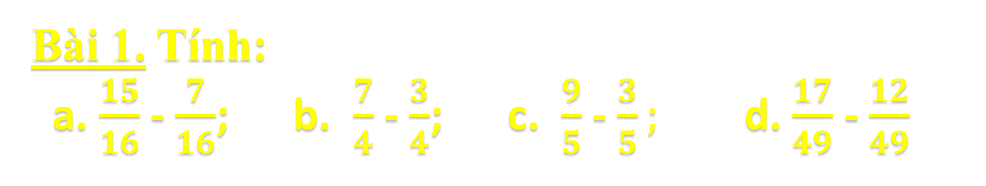 Bài 1. Tính:
a. 15/16 - 7/16; b. 7/4 - 3/4; c. 9/5 - 3/5 ; d. 17/49 - 12/49